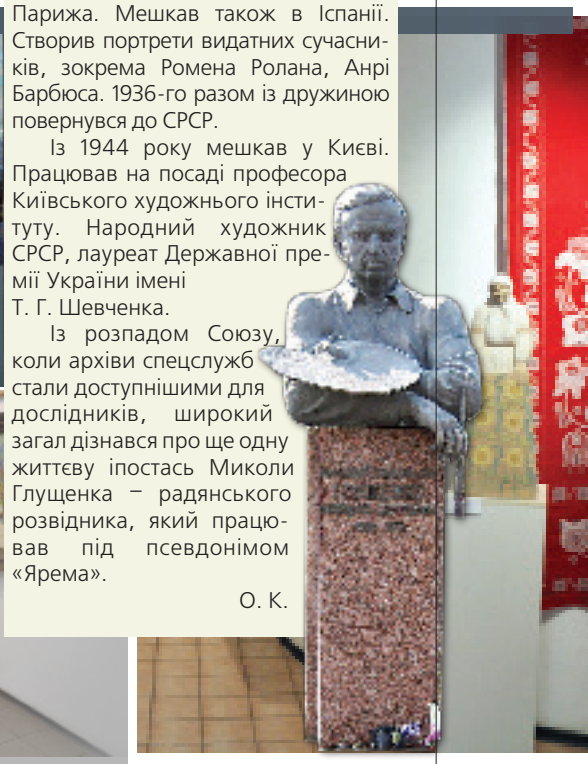 Парижа. Мешкав також в Іспанії.
Створив портрети видатних сучасни-
ків, зокрема Ромена Ролана, Анрі
Барбюса. 1936-го разом із дружиною
повернувся до СРСР.
Із 1944 року мешкав у Києві.
Працював на посаді професора
Київського художнього інсти-
туту. Народний художник
СРСР, лауреат Державної пре-
мії України імені
Т. Г. Шевченка.
Із розпадом Союзу,
коли архіви спецслужб
стали доступнішими для
дослідників, широкий
загал дізнався про ще одну
життєву іпостась Миколи
Глущенка – радянського
розвідника, який працю-
вав під псевдонімом
«Ярема».
О. К.